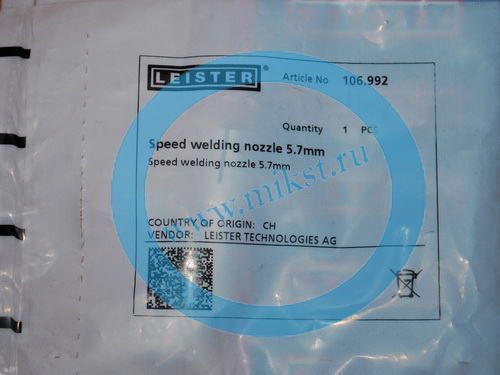 LEISTER® Article No 106.992
Quantity 1 PCS
Speed welding nozzle 5.7mm
Speed welding nozzle 5.7mm
www.mikst.ru
COUNTRY OF ORIGIN: CH
VENDOR: LEISTER TECHNOLOGIES AG